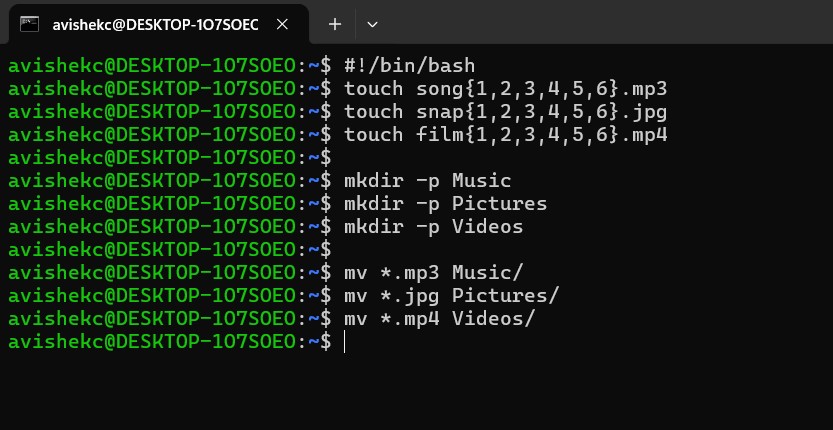 avishekc@DESKTOP-1O7SOEO
avishekc@DESKTOP-1O7SOEO:~$ #!/bin/bash
avishekc@DESKTOP-1O7SOEO:~$ touch song{1,2,3,4,5,6}.mp3
avishekc@DESKTOP-1O7SOEO:~$ touch snap{1,2,3,4,5,6}.jpg
avishekc@DESKTOP-1O7SOEO:~$ touch film{1,2,3,4,5,6}.mp4
avishekc@DESKTOP-1O7SOEO:~$
avishekc@DESKTOP-1O7SOEO:~$ mkdir -p Music
avishekc@DESKTOP-1O7SOEO:~$ mkdir -p Pictures
avishekc@DESKTOP-1O7SOEO:~$ mkdir -p Videos
avishekc@DESKTOP-1O7SOEO:~$
avishekc@DESKTOP-1O7SOEO:~$ mv *.mp3 Music/
avishekc@DESKTOP-1O7SOEO:~$ mv *.jpg Pictures/
avishekc@DESKTOP-1O7SOEO:~$ mv *.mp4 Videos/
avishekc@DESKTOP-1O7SOEO:~$